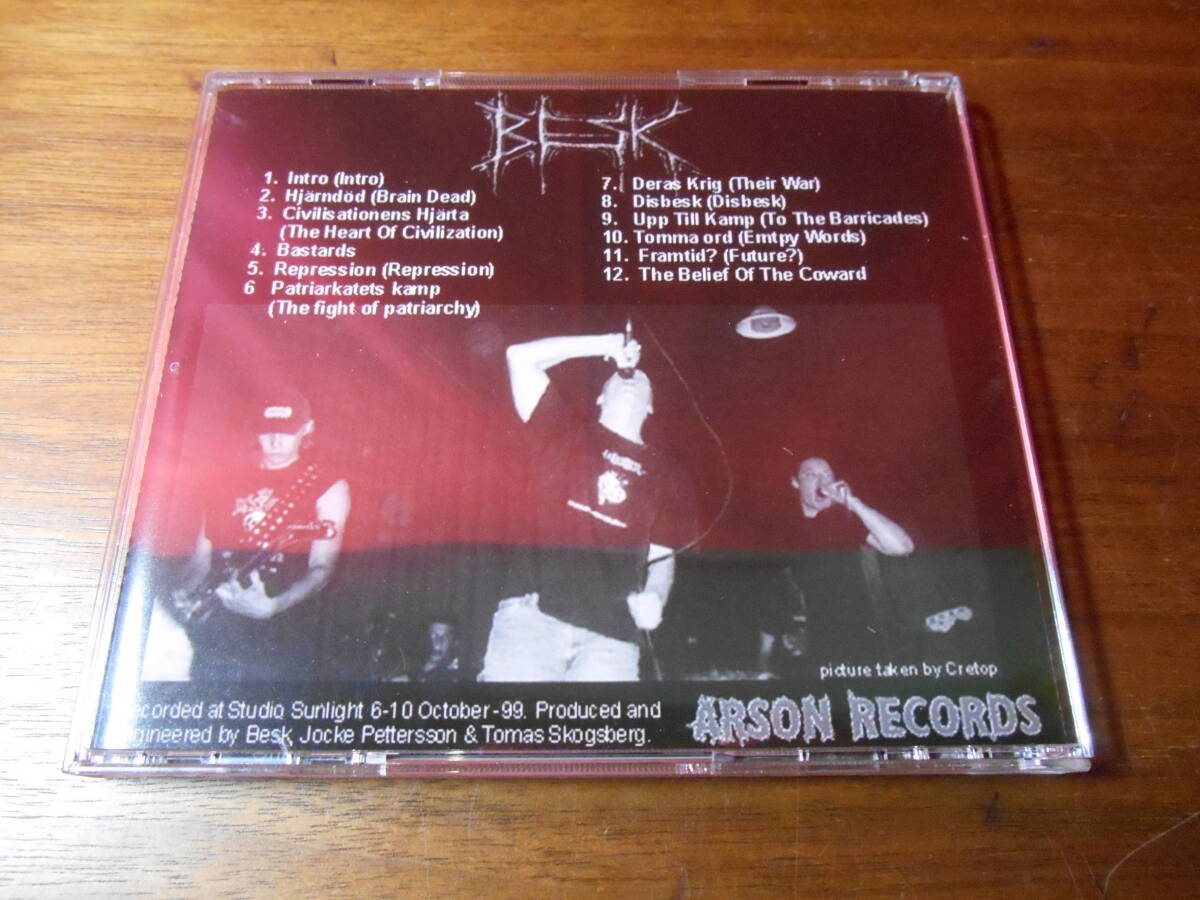 BESK
1. Intro (Intro)
2. Hjärndöd (Brain Dead)
3. Civilisationens Hjärta
(The Heart Of Civilization)
4. Bastards
5. Repression (Repression)
6 Patriarkatets kamp
(The fight of patriarchy)
7. Deras Krig (Their War)
8. Disbesk (Disbesk)
9. Upp Till Kamp (To The Barricades)
10. Tomma ord (Emtpy Words)
11. Framtid? (Future?)
12. The Belief Of The Coward
picture taken by Cretop
ecorded at Studio Sunlight 6-10 October -99. Produced and
gineered by Besk, Jocke Pettersson & Tomas Skogsberg.
ARSON RECORDS